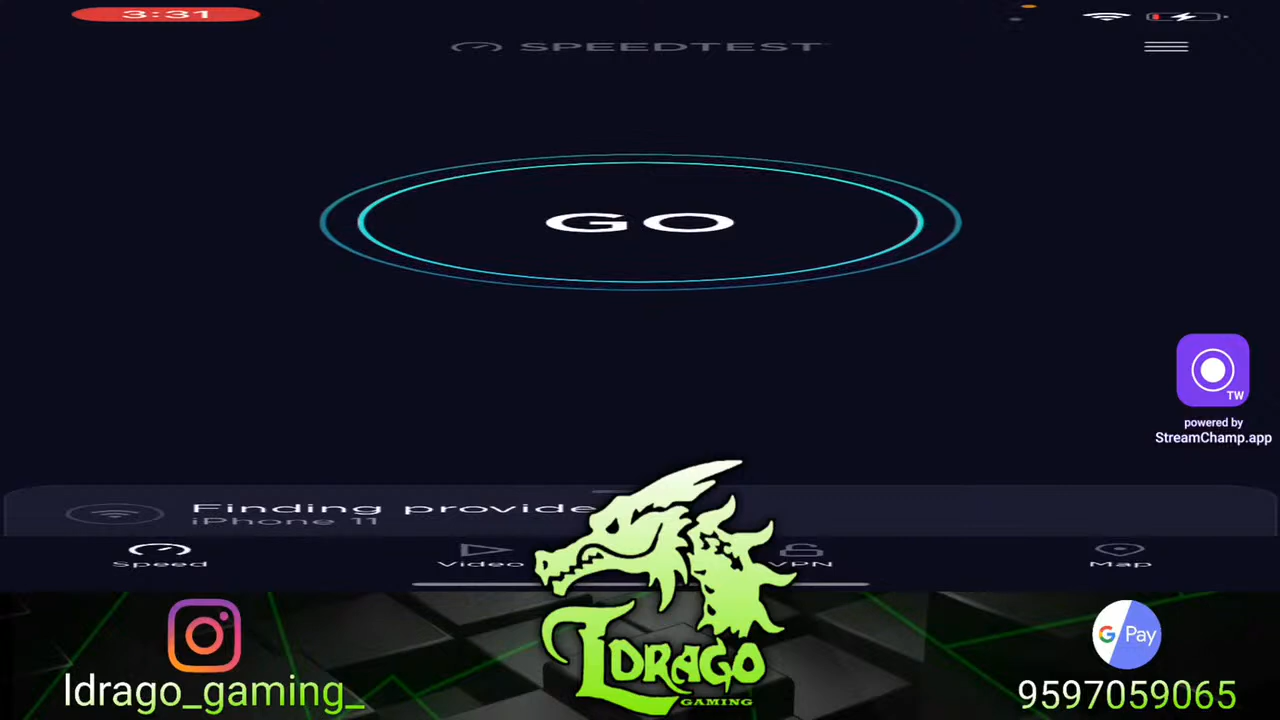 3:31
SPEEDTEST
GO
TW
powered by
StreamChamp.app
Finding provide
iPhone 11
Speed
Video
VPN
Map
LDRAGO
GAMING
G Pay
ldrago_gaming_
9597059065